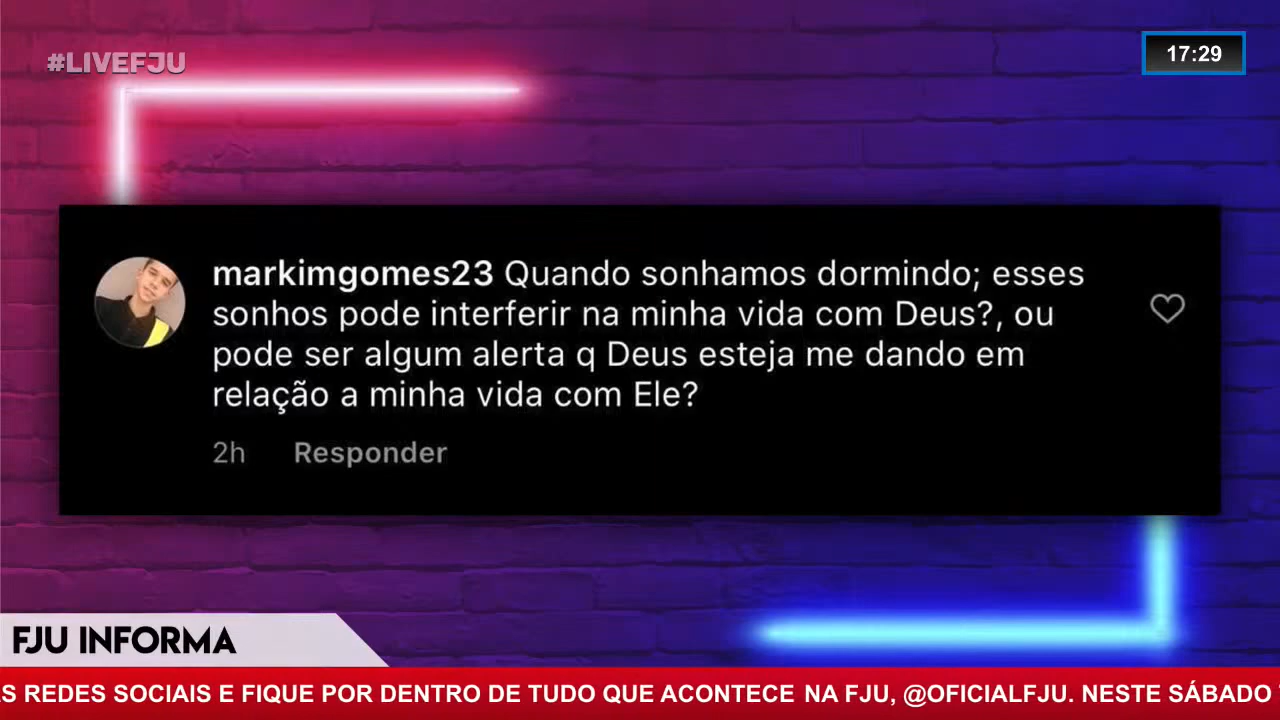 #LIVEFJU
17:29
markimgomes23 Quando sonhamos dormindo; esses
sonhos pode interferir na minha vida com Deus?, ou
pode ser algum alerta q Deus esteja me dando em
relação a minha vida com Ele?
2h Responder
FJU INFORMA
AS REDES SOCIAIS E FIQUE POR DENTRO DE TUDO QUE ACONTECE NA FJU, @OFICIALFJU. NESTE SÁBADO